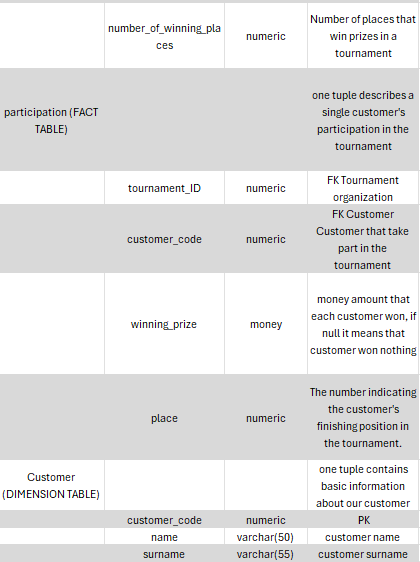 number_of_winning_pla
ces
numeric
Number of places that
win prizes in a
tournament
participation (FACT
TABLE)
one tuple describes a
single customer's
participation in the
tournament
tournament_ID
numeric
FK Tournament
organization
customer_code
numeric
FK Customer
Customer that take
part in the
tournament
winning_prize
money
money amount that
each customer won, if
null it means that
customer won nothing
place
numeric
The number indicating
the customer's
finishing position in
the tournament.
Customer
(DIMENSION TABLE)
one tuple contains
basic information
about our customer
customer_code
numeric
PK
name
varchar(50)
customer name
surname
varchar(55)
customer surname